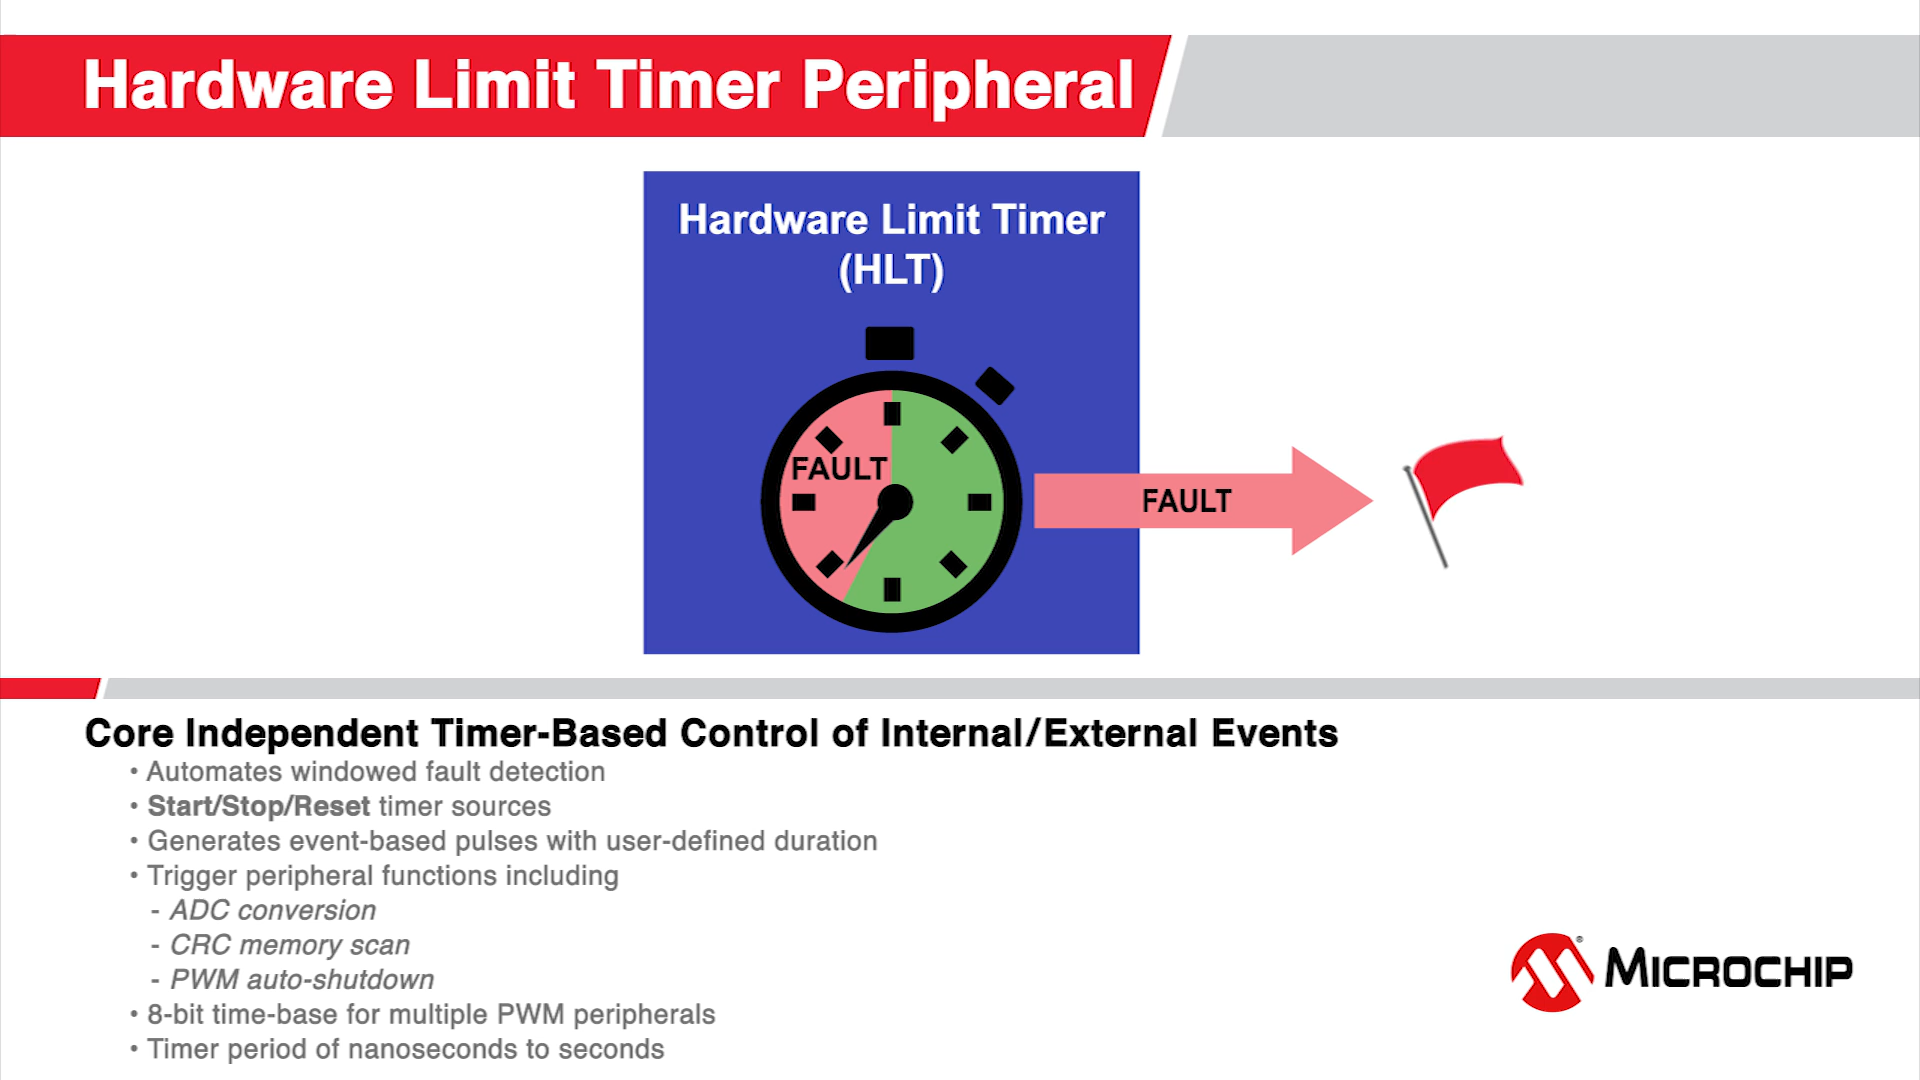 Hardware Limit Timer Peripheral
Hardware Limit Timer
(HLT)
FAULT
FAULT
Core Independent Timer-Based Control of Internal/External Events
• Automates windowed fault detection
• Start/Stop/Reset timer sources
• Generates event-based pulses with user-defined duration
• Trigger peripheral functions including
- ADC conversion
- CRC memory scan
- PWM auto-shutdown
• 8-bit time-base for multiple PWM peripherals
• Timer period of nanoseconds to seconds
® MICROCHIP